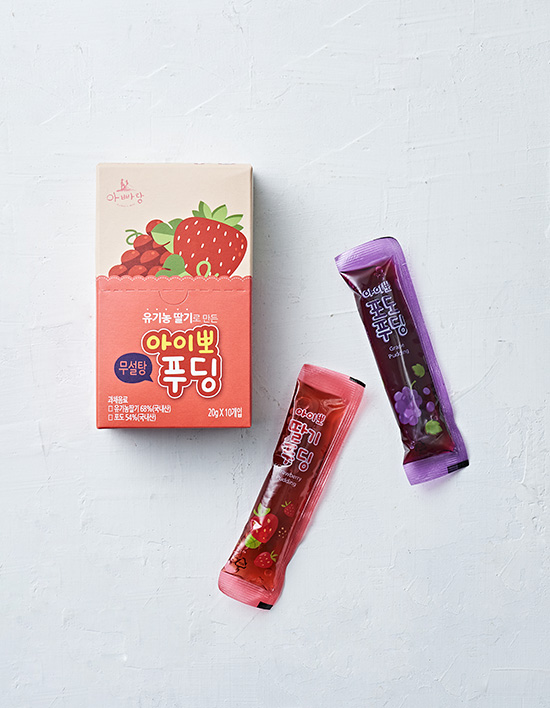 아빠랑
유기농 딸기로 만든
아이뽀
무설탕
푸딩
과채음료
□ 유기농딸기 68%(국내산)
□ 포도 54%(국내산)
20g X 10개입
아이뽀
포도
푸딩
Grape
Pudding
아이뽀
딸기
푸딩
Strawberry
Pudding